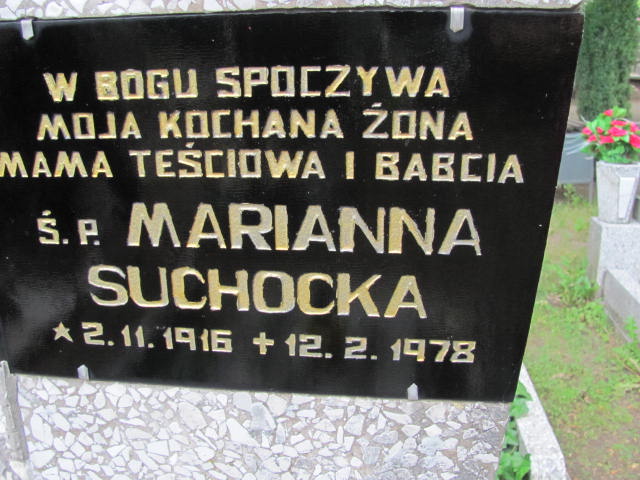 W BOGU SPOCZYWA
MOJA KOCHANA ŻONA
MAMA TEŚCIOWA I BABCIA
Ś.P. MARIANNA
SUCHOCKA
★ 2.11.1916 ✝ 12.2.1978